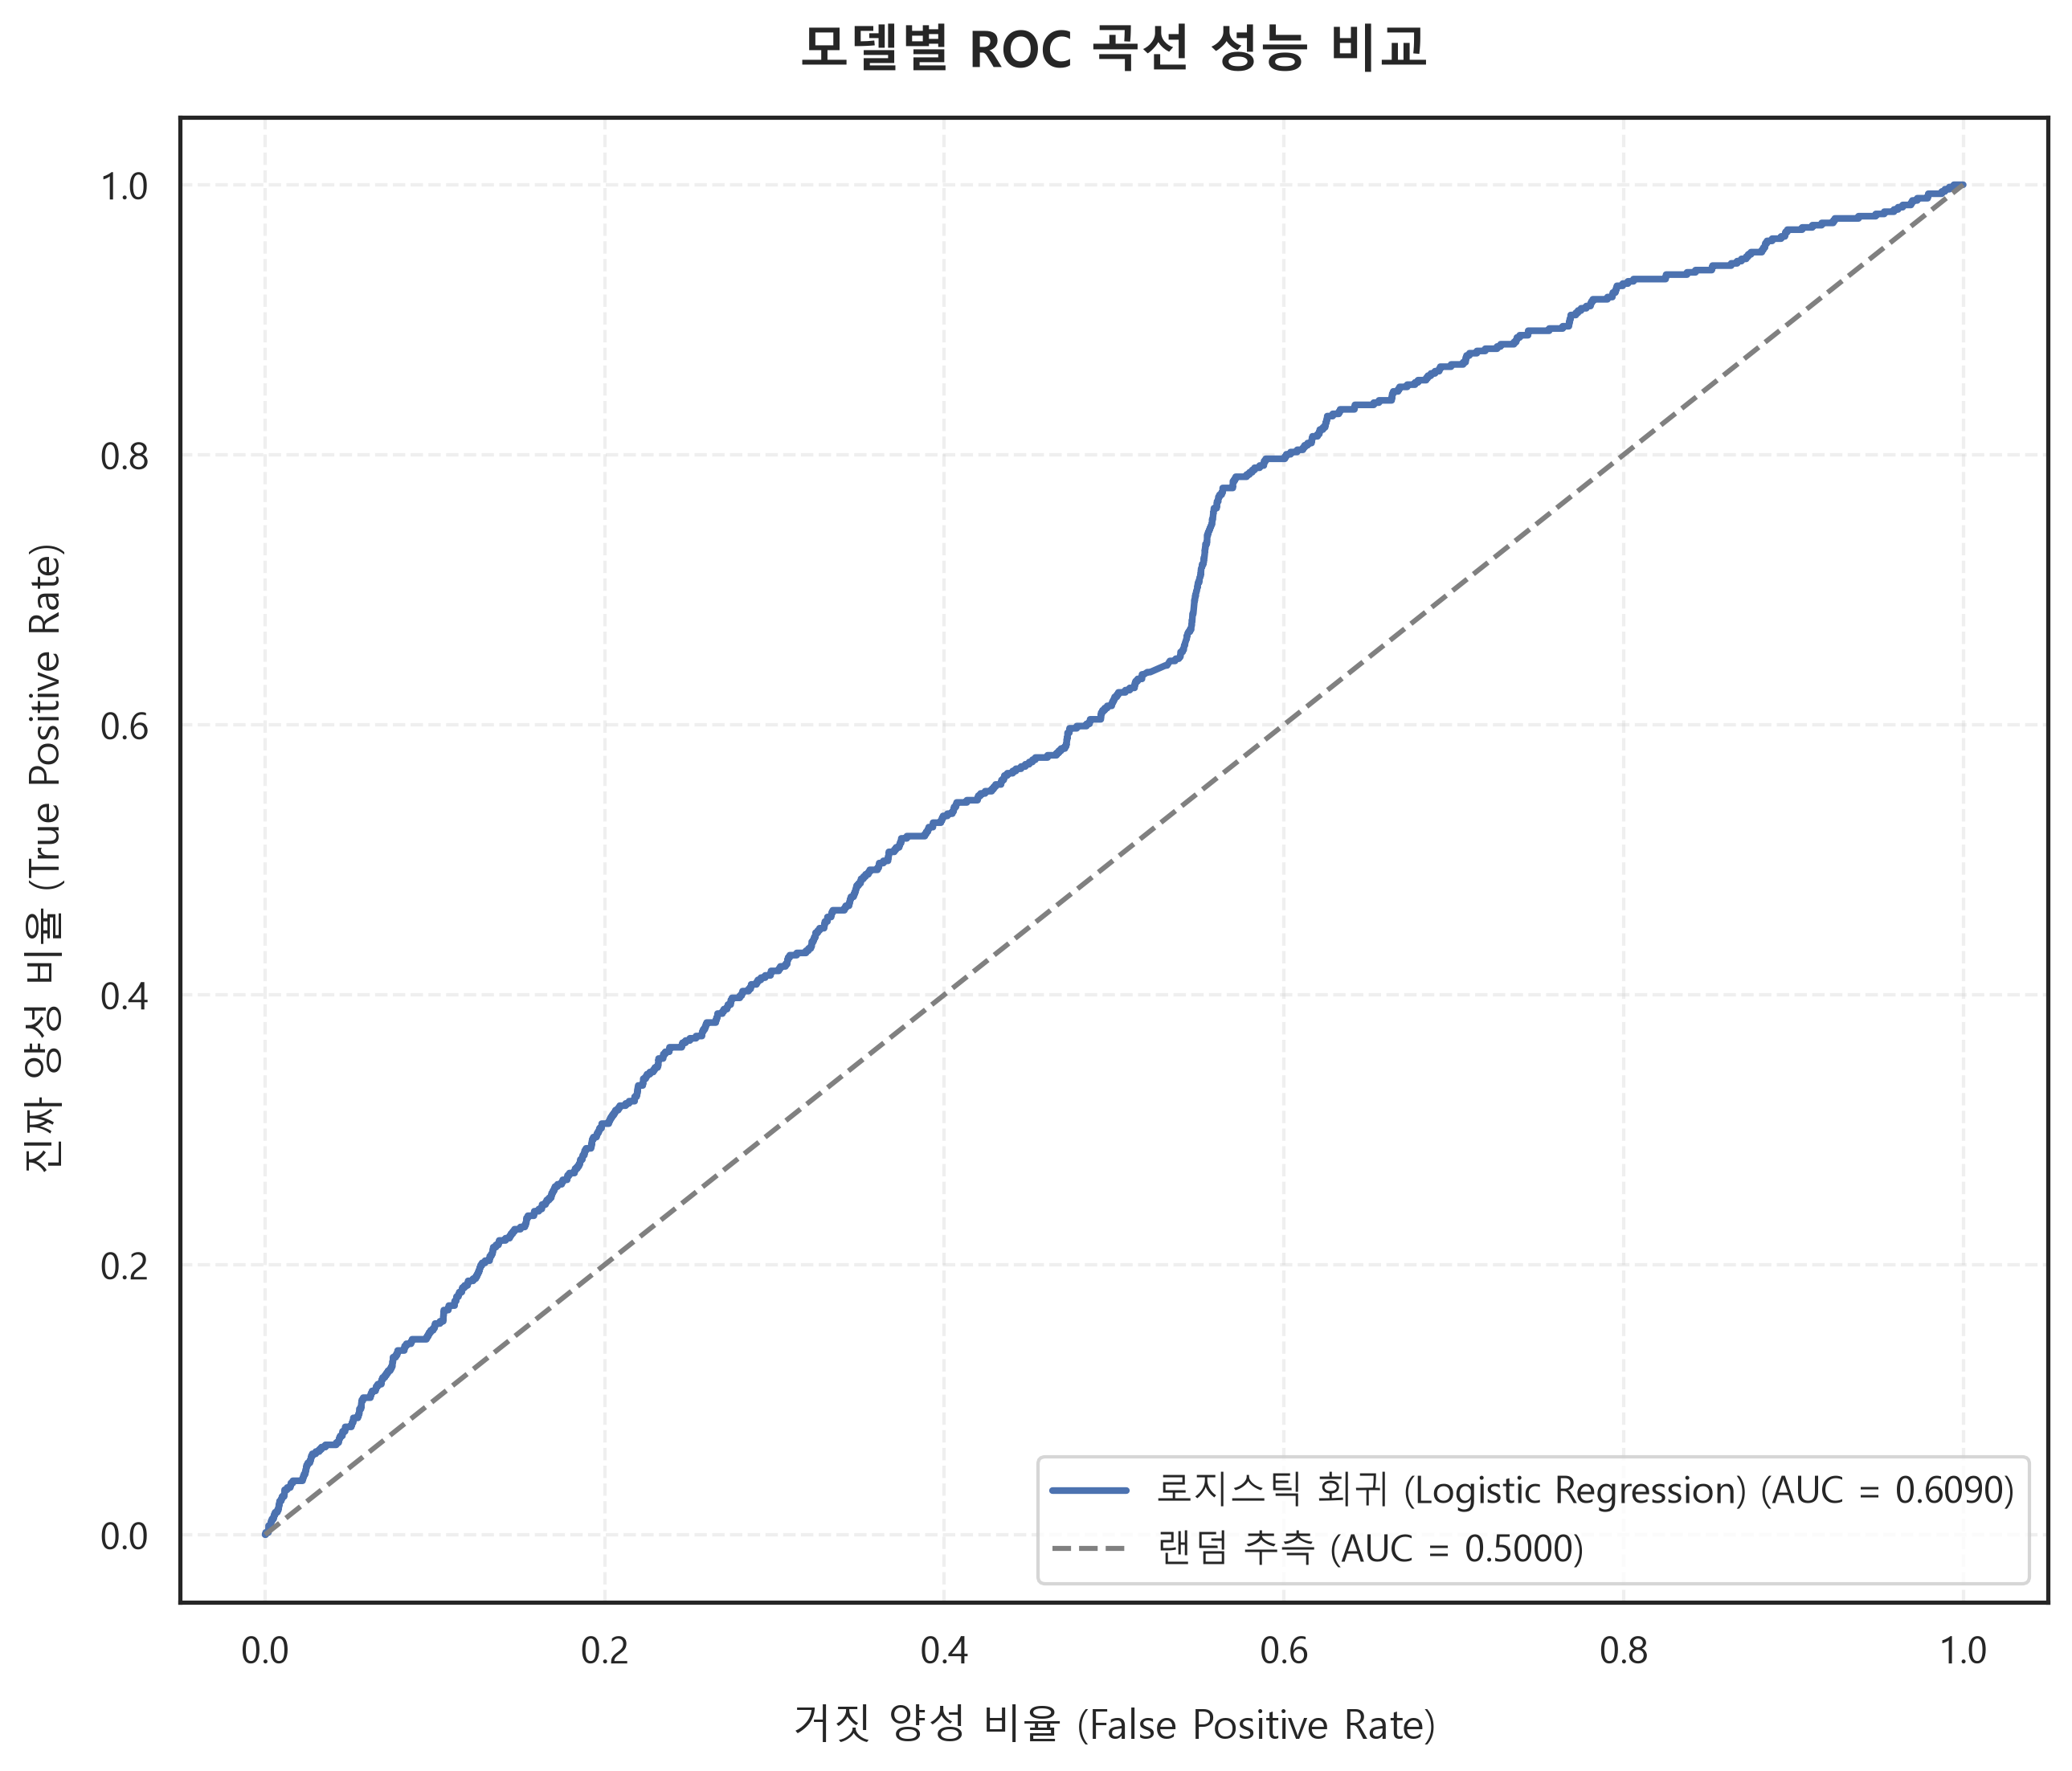 모델별 ROC 곡선 성능 비교
진짜 양성 비율 (True Positive Rate)
1.0
0.8
0.6
0.4
0.2
0.0
로지스틱 회귀 (Logistic Regression) (AUC = 0.6090)
랜덤 추측 (AUC = 0.5000)
0.0 0.2 0.4 0.6 0.8 1.0
거짓 양성 비율 (False Positive Rate)